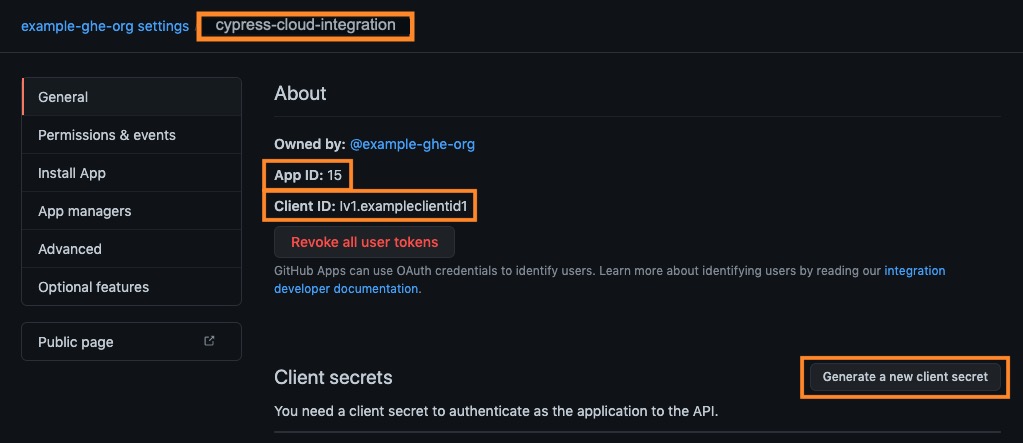 example-ghe-org settings / cypress-cloud-integration
General
Permissions & events
Install App
App managers
Advanced
Optional features
Public page
About
Owned by: @example-ghe-org
App ID: 15
Client ID: Iv1.exampleclientid1
Revoke all user tokens
GitHub Apps can use OAuth credentials to identify users. Learn more about identifying users by reading our integration
developer documentation.
Client secrets
Generate a new client secret
You need a client secret to authenticate as the application to the API.